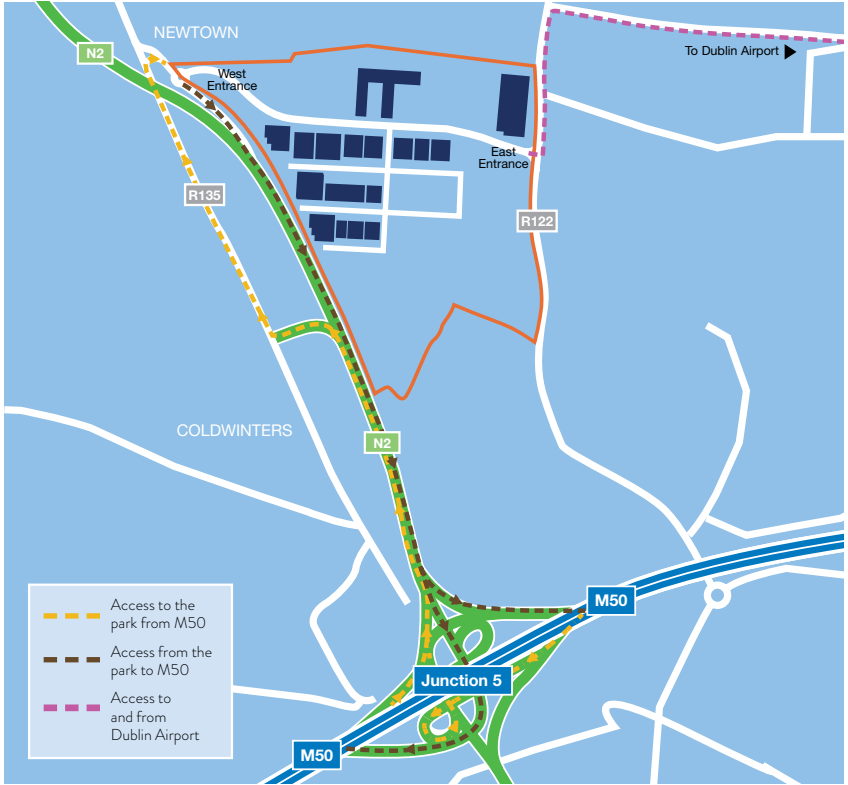 NEWTOWN
N2
To Dublin Airport
West
Entrance
East
Entrance
R135
R122
COLDWINTERS
N2
M50
Access to the
park from M50
Access from the
park to M50
Access to
and from
Dublin Airport
Junction 5
M50